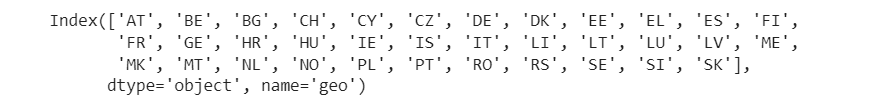 Index(['AT', 'BE', 'BG', 'CH', 'CY', 'CZ', 'DE', 'DK', 'EE', 'EL', 'ES', 'FI',
'FR', 'GE', 'HR', 'HU', 'IE', 'IS', 'IT', 'LI', 'LT', 'LU', 'LV', 'ME',
'MK', 'MT', 'NL', 'NO', 'PL', 'PT', 'RO', 'RS', 'SE', 'SI', 'SK'],
dtype='object', name='geo')